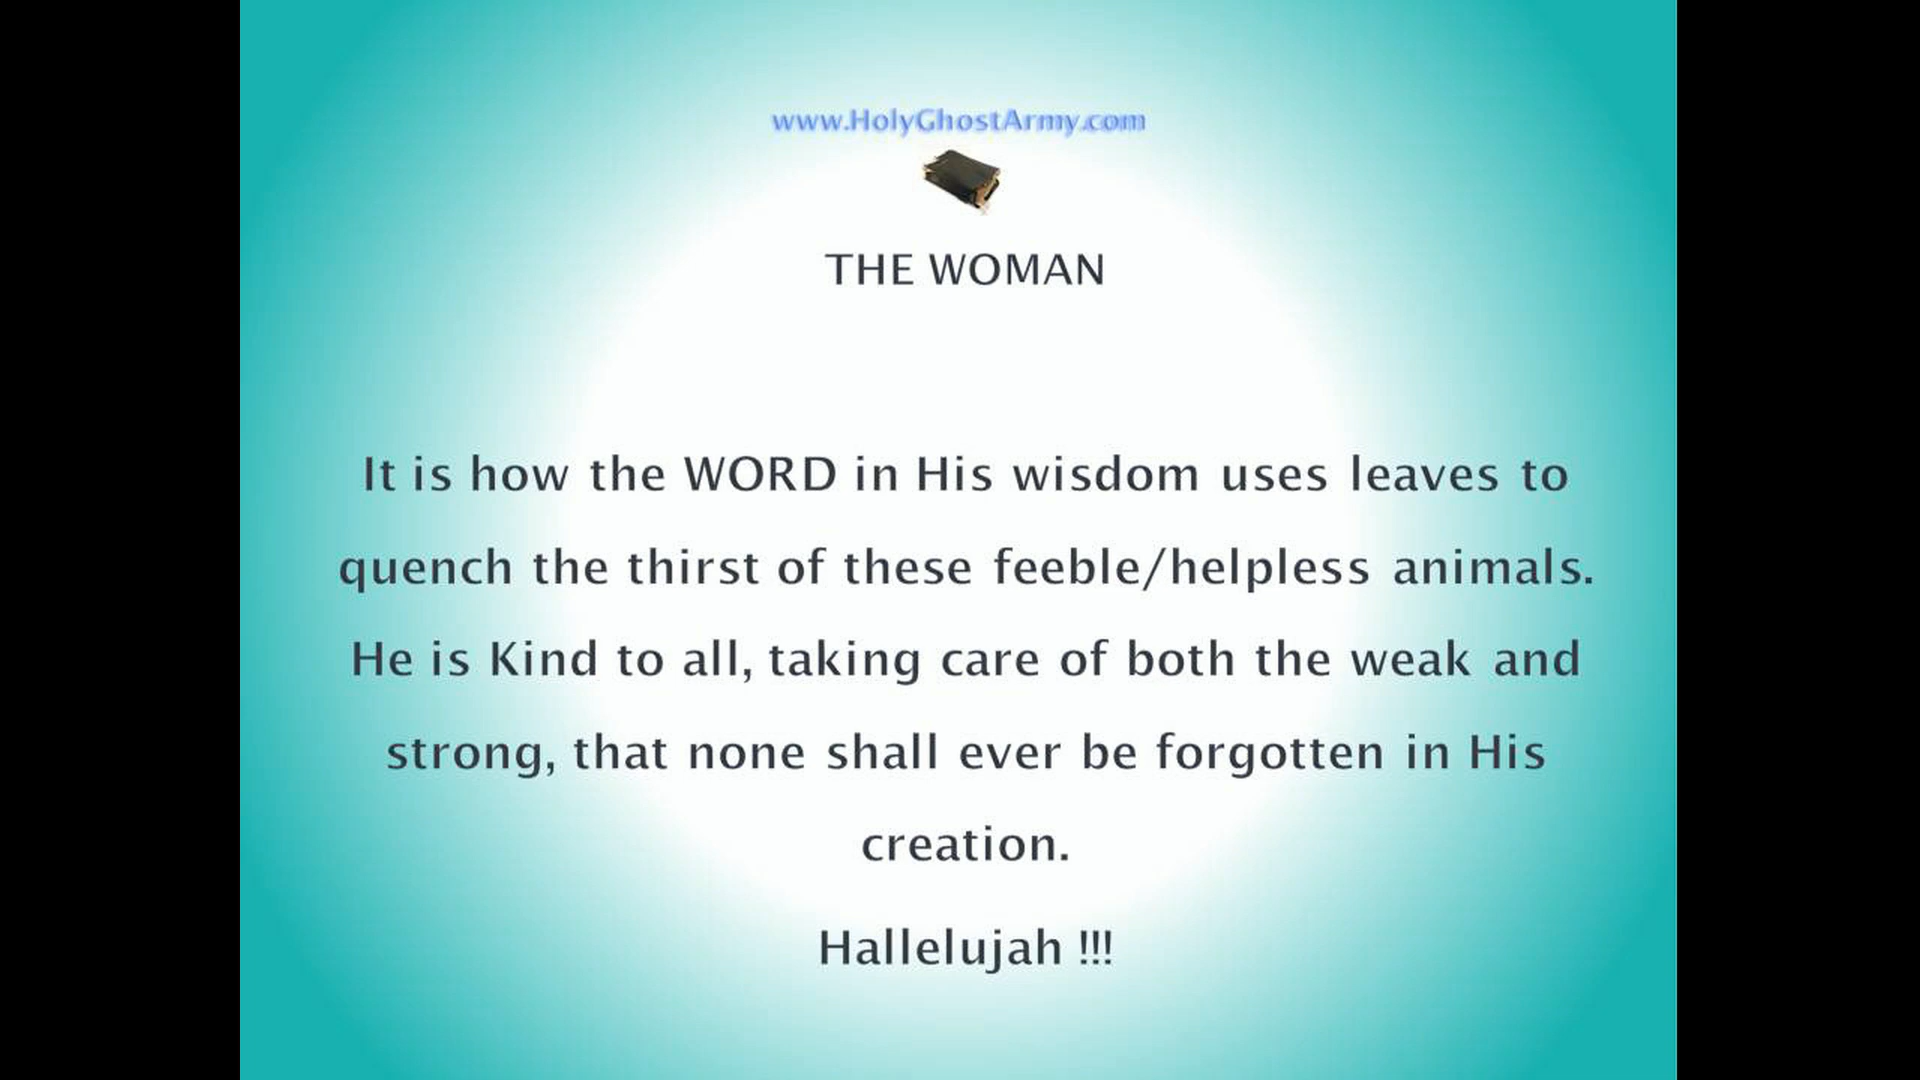 www.HolyGhostArmy.com
THE WOMAN
It is how the WORD in His wisdom uses leaves to
quench the thirst of these feeble/helpless animals.
He is Kind to all, taking care of both the weak and
strong, that none shall ever be forgotten in His
creation.
Hallelujah !!!